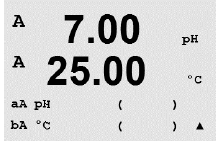 A 7.00 pH
A 25.00 °C
aA pH ( )
bA °C ( ) ▲